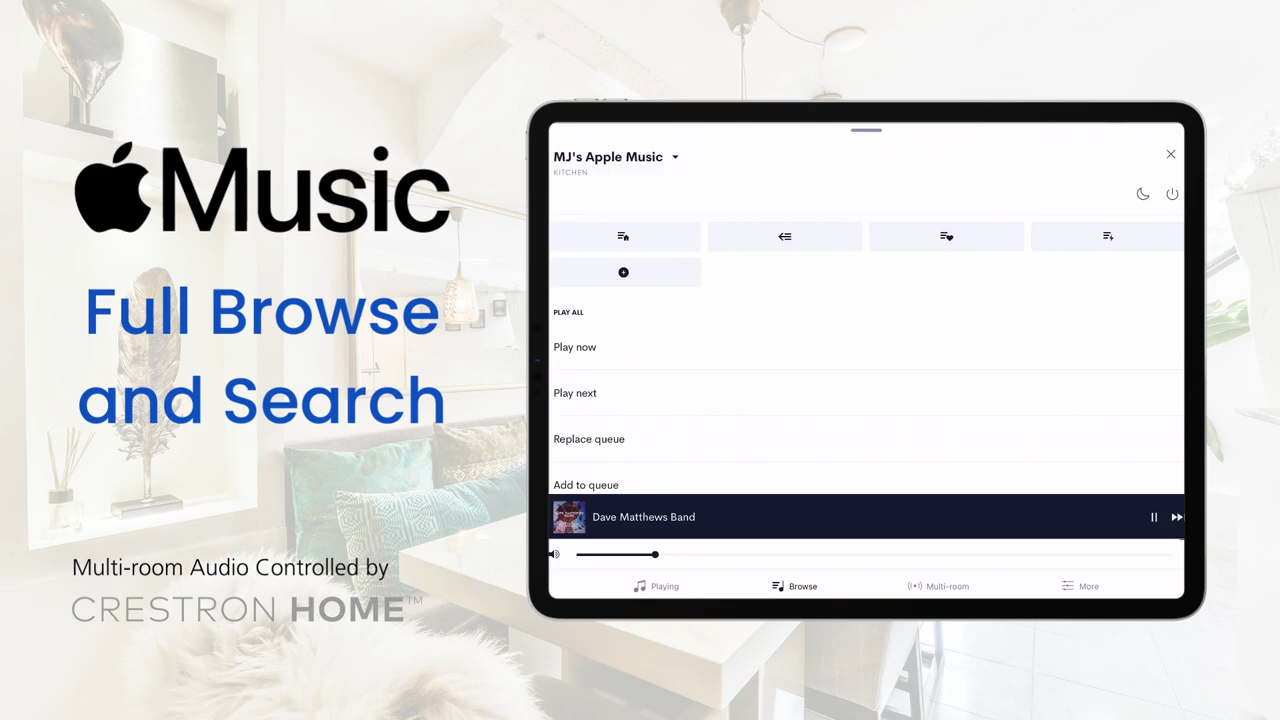 Music
Full Browse
and Search
Multi-room Audio Controlled by
CRESTRON HOME™
MJ's Apple Music
KITCHEN
PLAY ALL
Play now
Play next
Replace queue
Add to queue
Dave Matthews Band
Playing
Browse
Multi-room
More